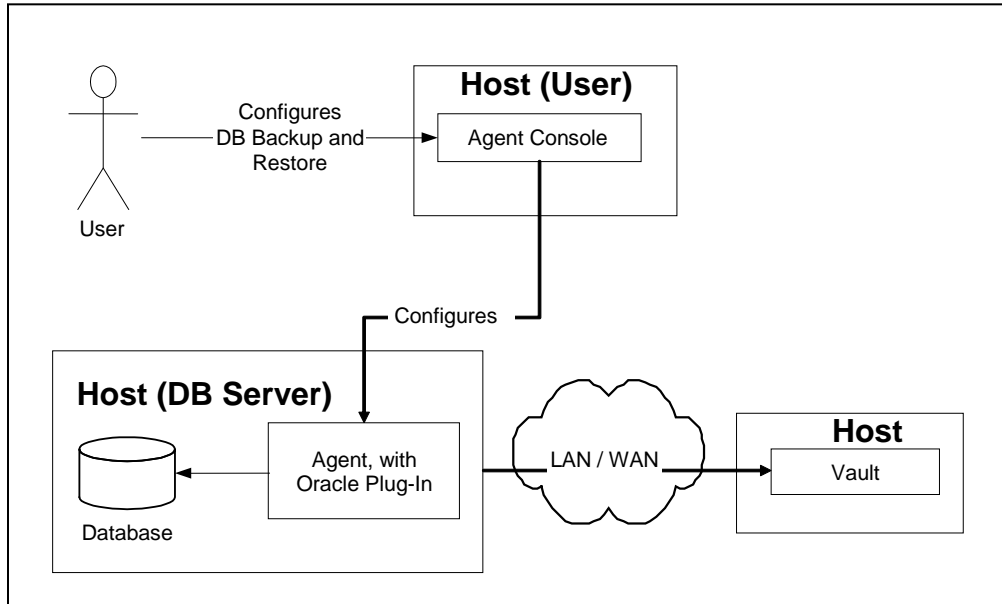 Host (User)
Configures
DB Backup and
Restore
Agent Console
User
Configures
Host (DB Server)
Agent, with
Oracle Plug-In
Database
LAN / WAN
Host
Vault